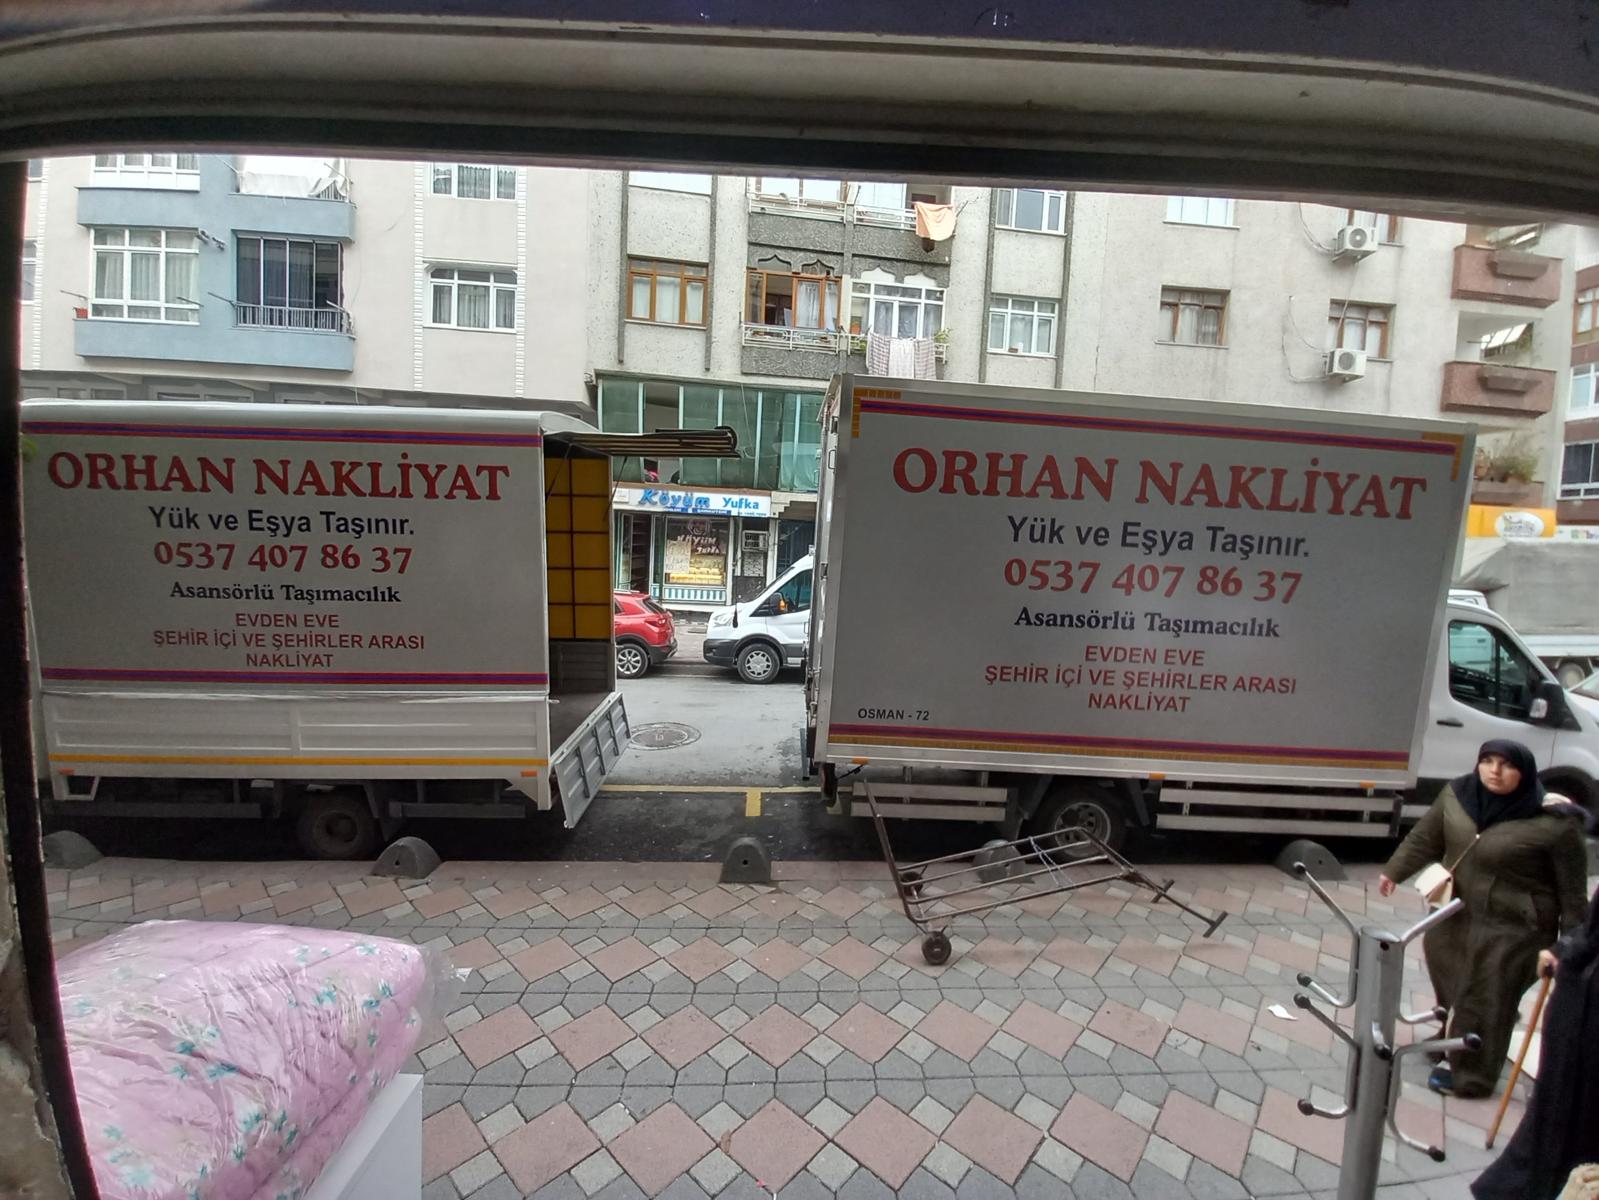 ORHAN NAKLİYAT
Yük ve Eşya Taşınır.
0537 407 86 37
Asansörlü Taşımacılık
EVDEN EVE
ŞEHİR İÇİ VE ŞEHİRLER ARASI
NAKLİYAT
Köyüm Yufka
KÖYÜM
YUFKA
ORHAN NAKLİYAT
Yük ve Eşya Taşınır.
0537 407 86 37
Asansörlü Taşımacılık
EVDEN EVE
ŞEHİR İÇİ VE ŞEHİRLER ARASI
NAKLİYAT
OSMAN - 72